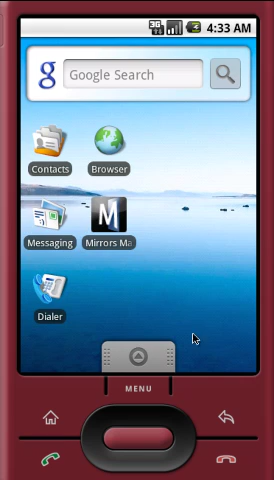 3G
4:33 AM
g Google Search
Contacts
Browser
M
Messaging
Mirrors Ma
Dialer
MENU